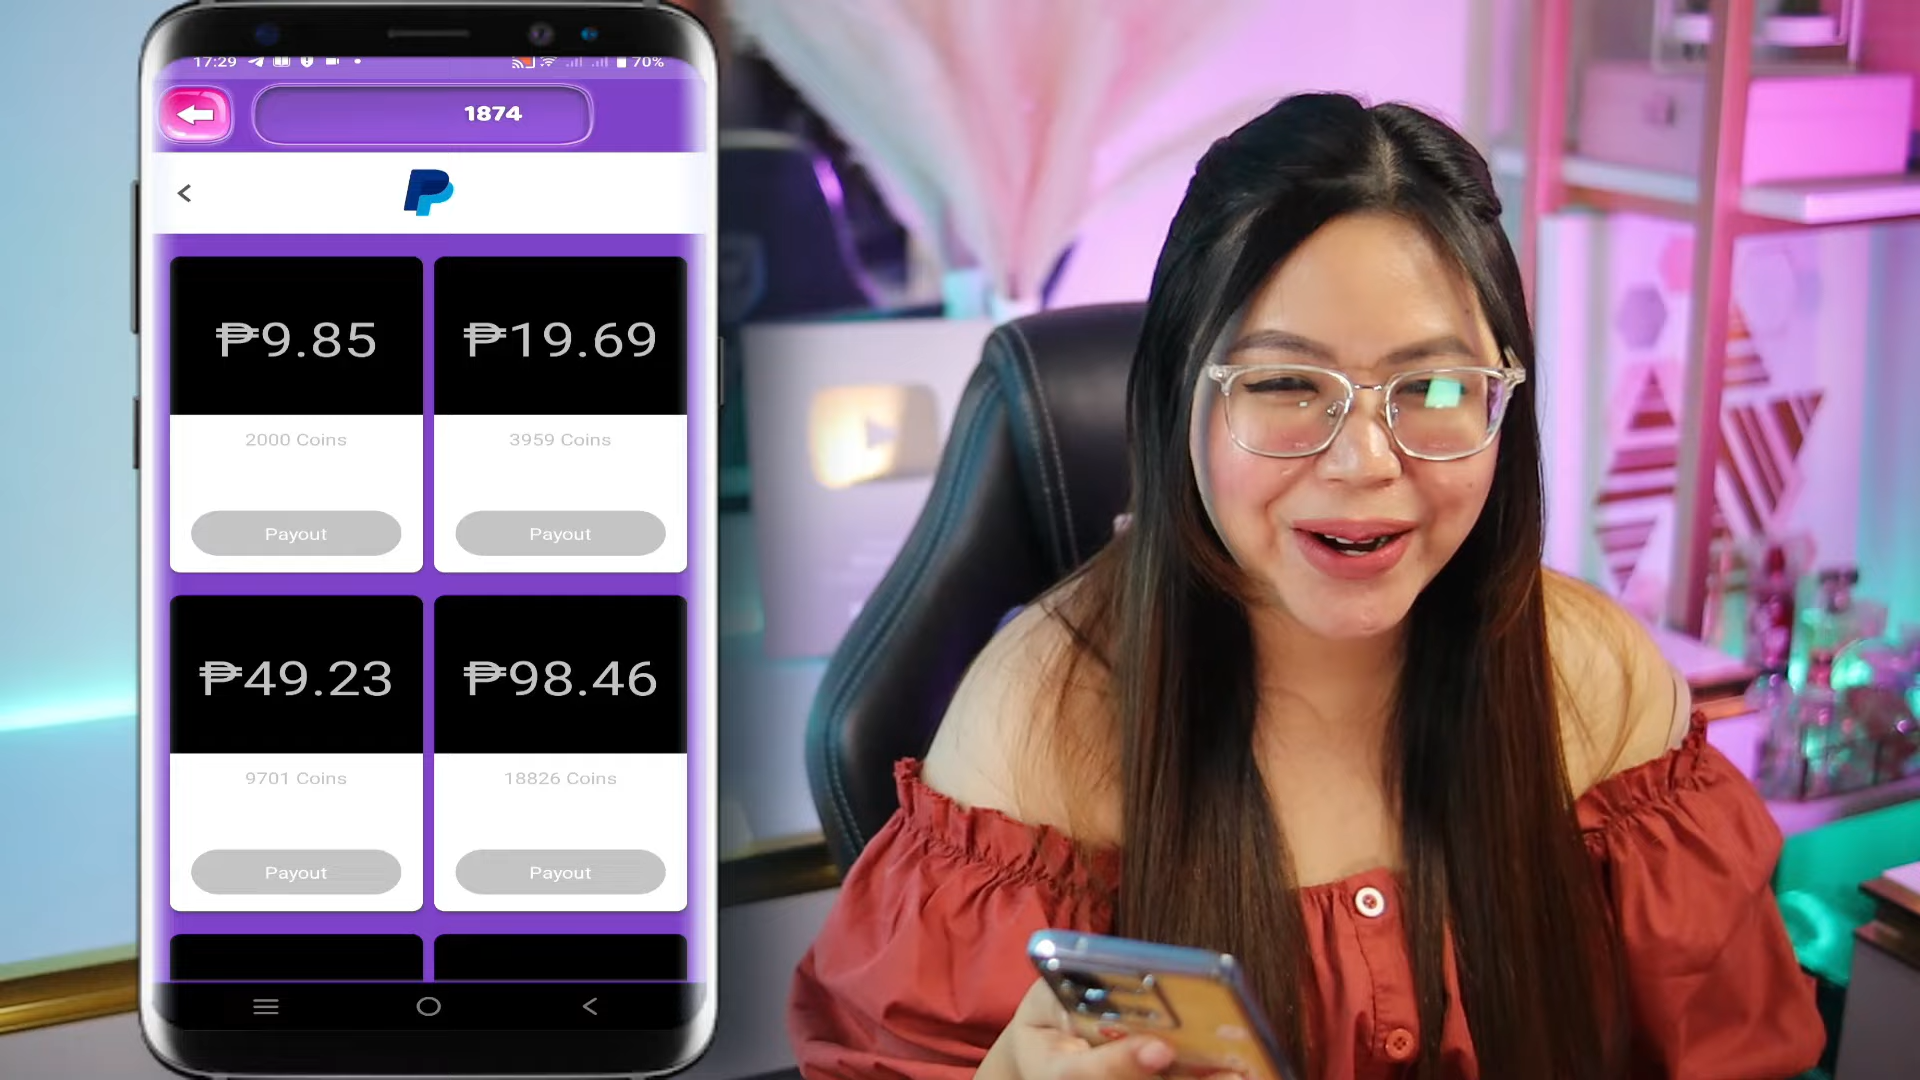 17:29 70%
1874
₱9.85 ₱19.69
2000 Coins 3959 Coins
Payout Payout
₱49.23 ₱98.46
9701 Coins 18826 Coins
Payout Payout